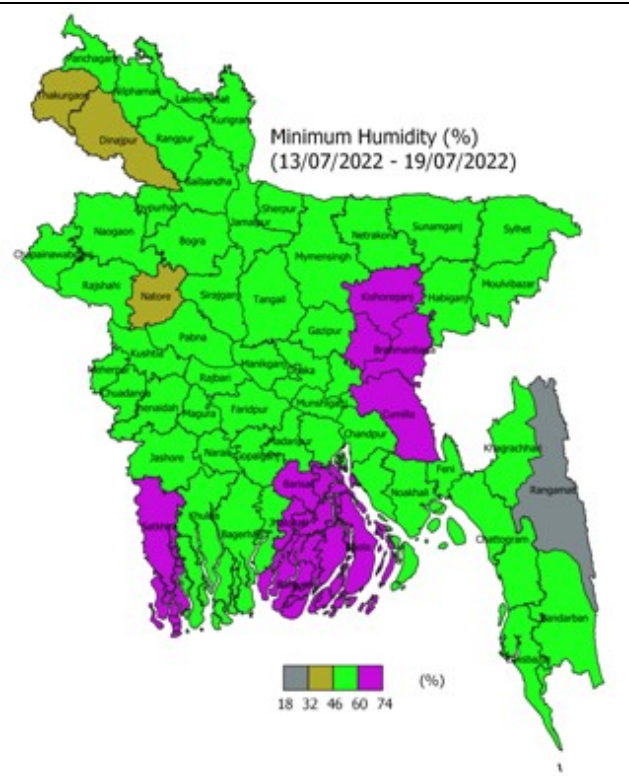 Panchagarh
Thakurgaon
Nilphamari
Lalmonirhat
Kurigram
Dinajpur
Rangpur
Minimum Humidity (%)
(13/07/2022 - 19/07/2022)
Gaibandha
Joypurhat
Sherpur
Jamalpur
Naogaon
Bogra
Netrakona
Sunamganj
Sylhet
Mymensingh
Chapainawabganj
Rajshahi
Natore
Sirajganj
Tangail
Kishoreganj
Habiganj
Moulvibazar
Gazipur
Pabna
Kushtia
Meherpur
Manikganj
Dhaka
Chuadanga
Rajbari
Jhenaidah
Magura
Faridpur
Munshiganj
Cumilla
Madaripur
Chandpur
Jashore
Narail
Gopalganj
Khagrachhari
Feni
Barisal
Noakhali
Rangamati
Satkhira
Khulna
Bagerhat
Jhalokati
Bhola
Chattogram
Bandarban
(%)
18 32 46 60 74